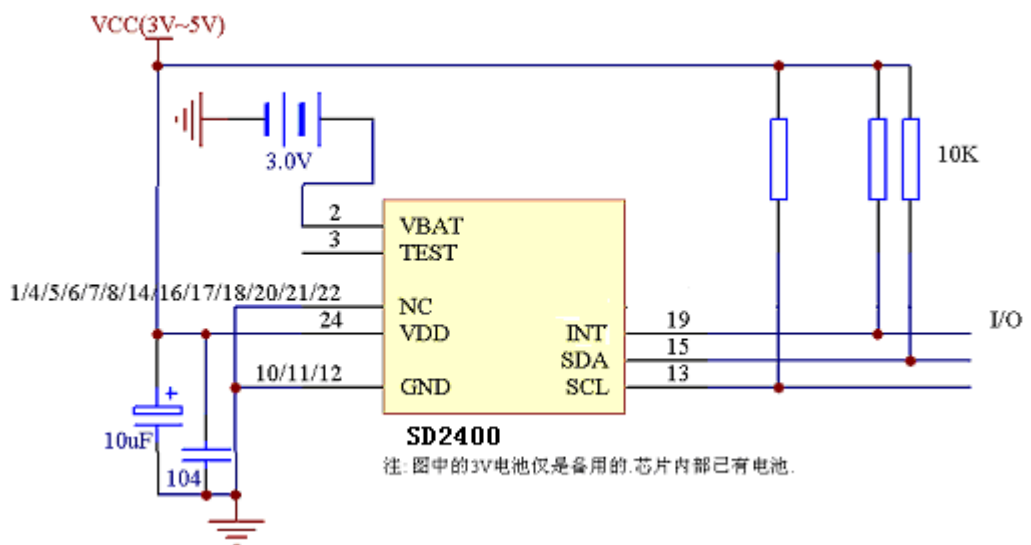 VCC(3V~5V)
3.0V
10K
2
VBAT
3
TEST
1/4/5/6/7/8/14/16/17/18/20/21/22
NC
24
VDD
INT
19
I/O
SDA
15
10/11/12
GND
SCL
13
10uF
+
104
SD2400
注:图中的3V电池仅是备用的.芯片内部已有电池.